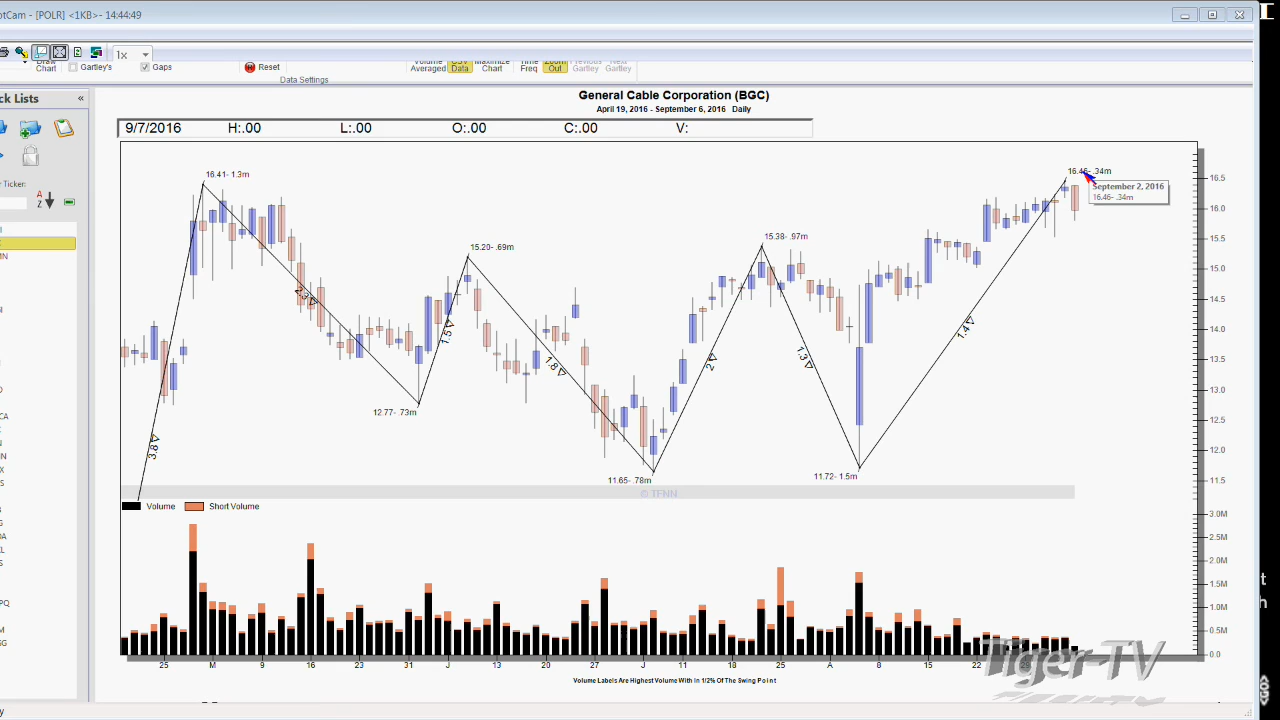 otCam - [POLR] <1KB>- 14:44:49
1x
Draw Chart
Gartley's
Gaps
Reset
Data Settings
Volume Averaged
CSV Data
Maximize Chart
Time Freq
Zoom Out
Previous Gartley
Next Gartley
ck Lists «
Ticker:
General Cable Corporation (BGC)
April 19, 2016 - September 6, 2016 Daily
9/7/2016 H:.00 L:.00 O:.00 C:.00 V:
16.41- 1.3m
16.46- .34m
September 2, 2016
16.46- .34m
15.20- .69m
15.38- .97m
12.77- .73m
11.65- .78m
11.72- 1.5m
3.8
2.3
1.5
1.8
2
1.3
1.4
16.5
16.0
15.5
15.0
14.5
14.0
13.5
13.0
12.5
12.0
11.5
© TFNN
Volume Short Volume
3.0M
2.5M
2.0M
1.5M
1.0M
0.5M
0.0
25 M 9 16 23 31 J 13 20 27 J 11 18 25 A 8 15 22
Volume Labels Are Highest Volume With In 1/2% Of The Swing Point
Tiger-TV